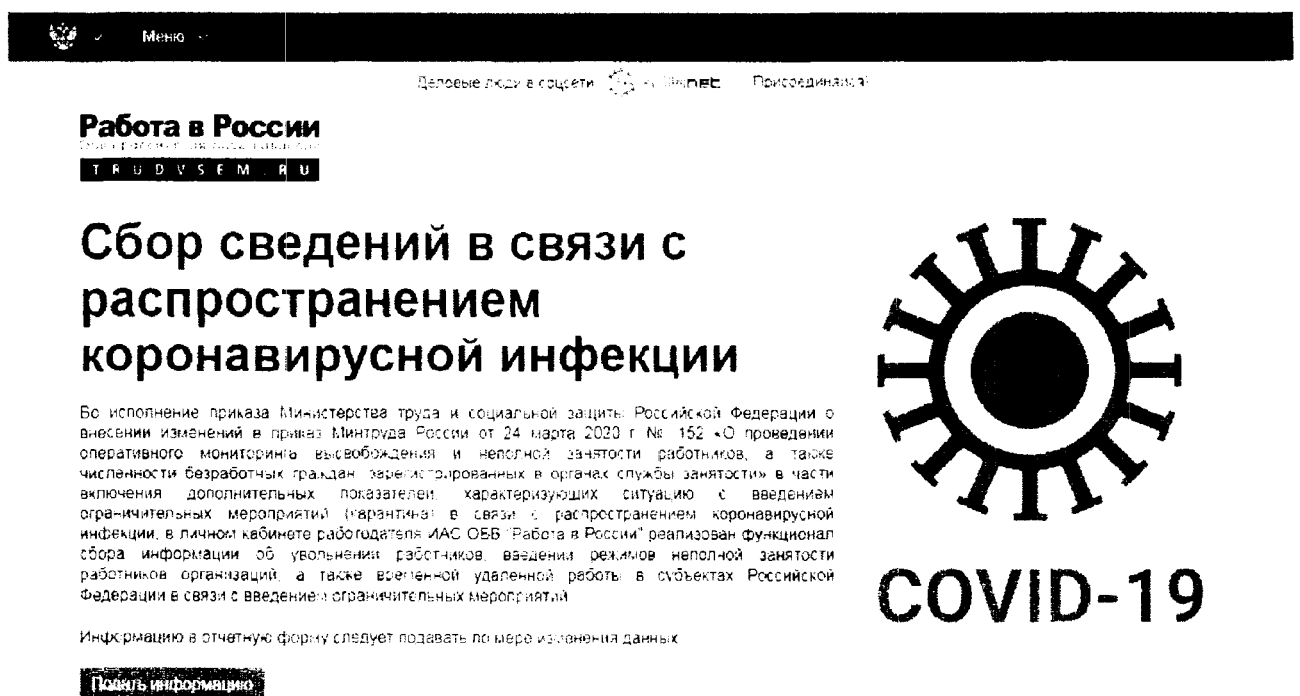 Меню
Деловые люди в соцсети net Присоединяйся!
Работа в России
TRUDVSEM.RU
Сбор сведений в связи с
распространением
коронавирусной инфекции
Во исполнение приказа Министерства труда и социальной защиты Российской Федерации о
внесении изменений в приказ Минтруда России от 24 марта 2020 г. № 152 «О проведении
оперативного мониторинга высвобождения и неполной занятости работников, а также
численности безработных граждан, зарегистрированных в органах службы занятости» в части
включения дополнительных показателей, характеризующих ситуацию с введением
ограничительных мероприятий (карантина) в связи с распространением коронавирусной
инфекции, в личном кабинете работодателя ИАС ОБВ "Работа в России" реализован функционал
сбора информации об увольнении работников, введении режимов неполной занятости
работников организаций, а также временной удаленной работы в субъектах Российской
Федерации в связи с введением ограничительных мероприятий
Информацию в отчетную форму следует подавать по мере изменения данных
Подать информацию
COVID-19